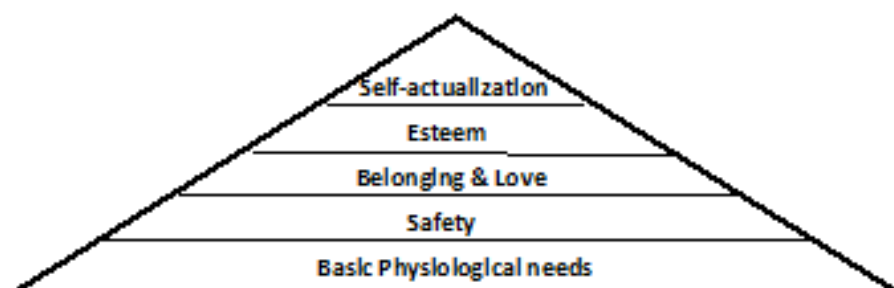 Self-actualization
Esteem
Belonging & Love
Safety
Basic Physiological needs